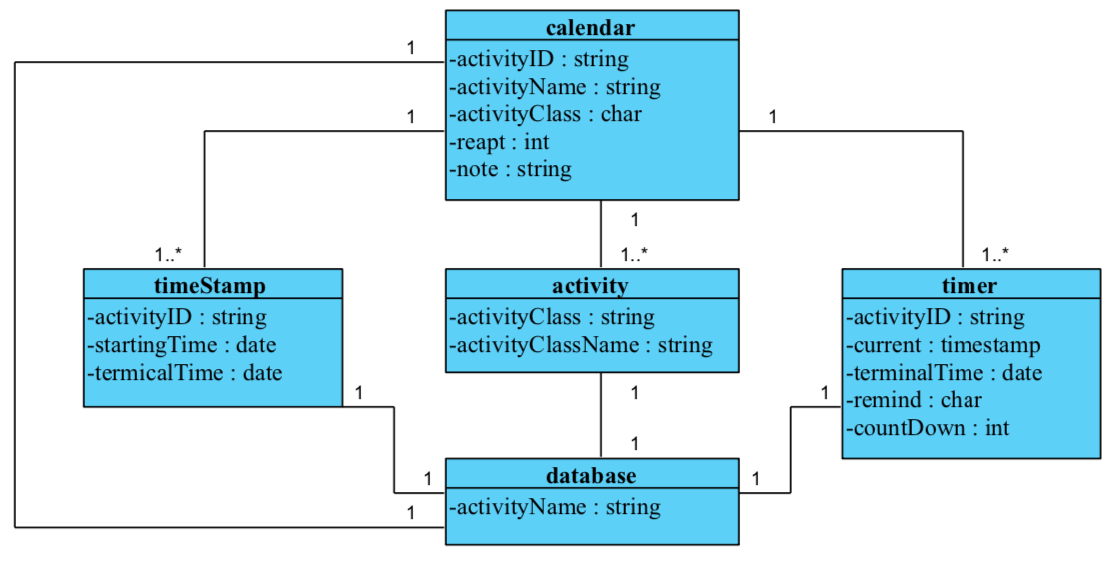 calendar
-activityID : string
-activityName : string
-activityClass : char
-reapt : int
-note : string
1
1
1
1
1..*
1..*
1..*
timeStamp
-activityID : string
-startingTime : date
-termicalTime : date
activity
-activityClass : string
-activityClassName : string
timer
-activityID : string
-current : timestamp
-terminalTime : date
-remind : char
-countDown : int
1
1
1
1
1
1
1
database
-activityName : string